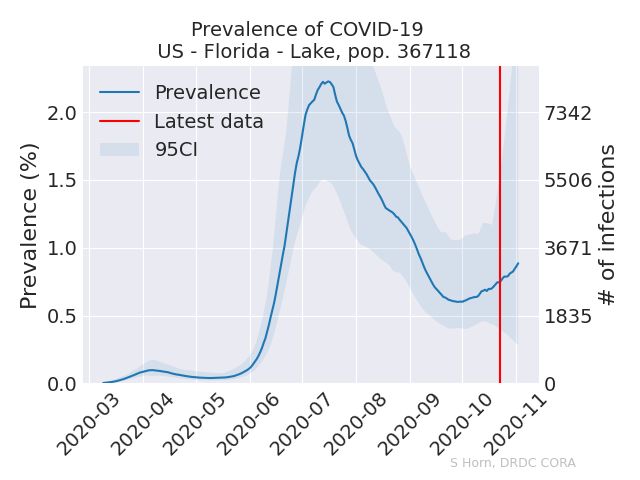 Prevalence of COVID-19
US - Florida - Lake, pop. 367118
Prevalence
Latest data
95CI
Prevalence (%)
2.0
1.5
1.0
0.5
0.0
7342
5506
3671
1835
0
# of infections
2020-03
2020-04
2020-05
2020-06
2020-07
2020-08
2020-09
2020-10
2020-11
S Horn, DRDC CORA